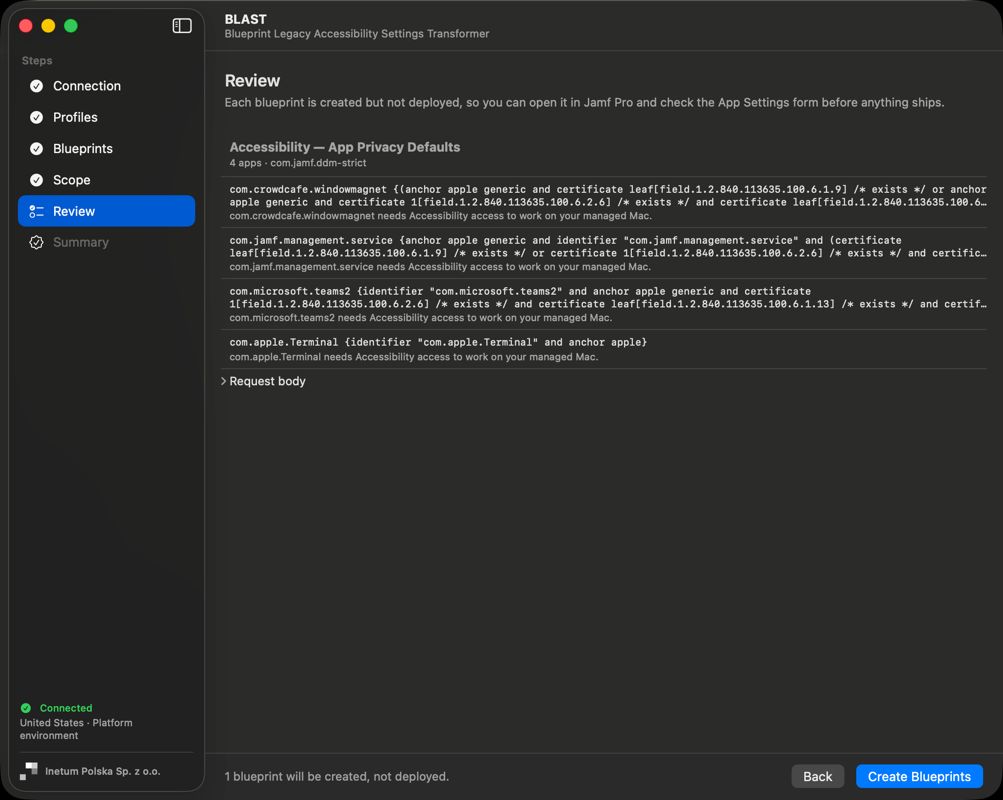 BLAST
Blueprint Legacy Accessibility Settings Transformer
Steps
Connection
Profiles
Blueprints
Scope
Review
Summary
Connected
United States · Platform
environment
Inetum Polska Sp. z o.o.
Review
Each blueprint is created but not deployed, so you can open it in Jamf Pro and check the App Settings form before anything ships.
Accessibility — App Privacy Defaults
4 apps · com.jamf.ddm-strict
com.crowdcafe.windowmagnet {(anchor apple generic and certificate leaf[field.1.2.840.113635.100.6.1.9] /* exists */ or anchor
apple generic and certificate 1[field.1.2.840.113635.100.6.2.6] /* exists */ and certificate leaf[field.1.2.840.113635.100.6…
com.crowdcafe.windowmagnet needs Accessibility access to work on your managed Mac.
com.jamf.management.service {anchor apple generic and identifier "com.jamf.management.service" and (certificate
leaf[field.1.2.840.113635.100.6.1.9] /* exists */ or certificate 1[field.1.2.840.113635.100.6.2.6] /* exists */ and certific…
com.jamf.management.service needs Accessibility access to work on your managed Mac.
com.microsoft.teams2 {identifier "com.microsoft.teams2" and anchor apple generic and certificate
1[field.1.2.840.113635.100.6.2.6] /* exists */ and certificate leaf[field.1.2.840.113635.100.6.1.13] /* exists */ and certif…
com.microsoft.teams2 needs Accessibility access to work on your managed Mac.
com.apple.Terminal {identifier "com.apple.Terminal" and anchor apple}
com.apple.Terminal needs Accessibility access to work on your managed Mac.
Request body
1 blueprint will be created, not deployed.
Back
Create Blueprints